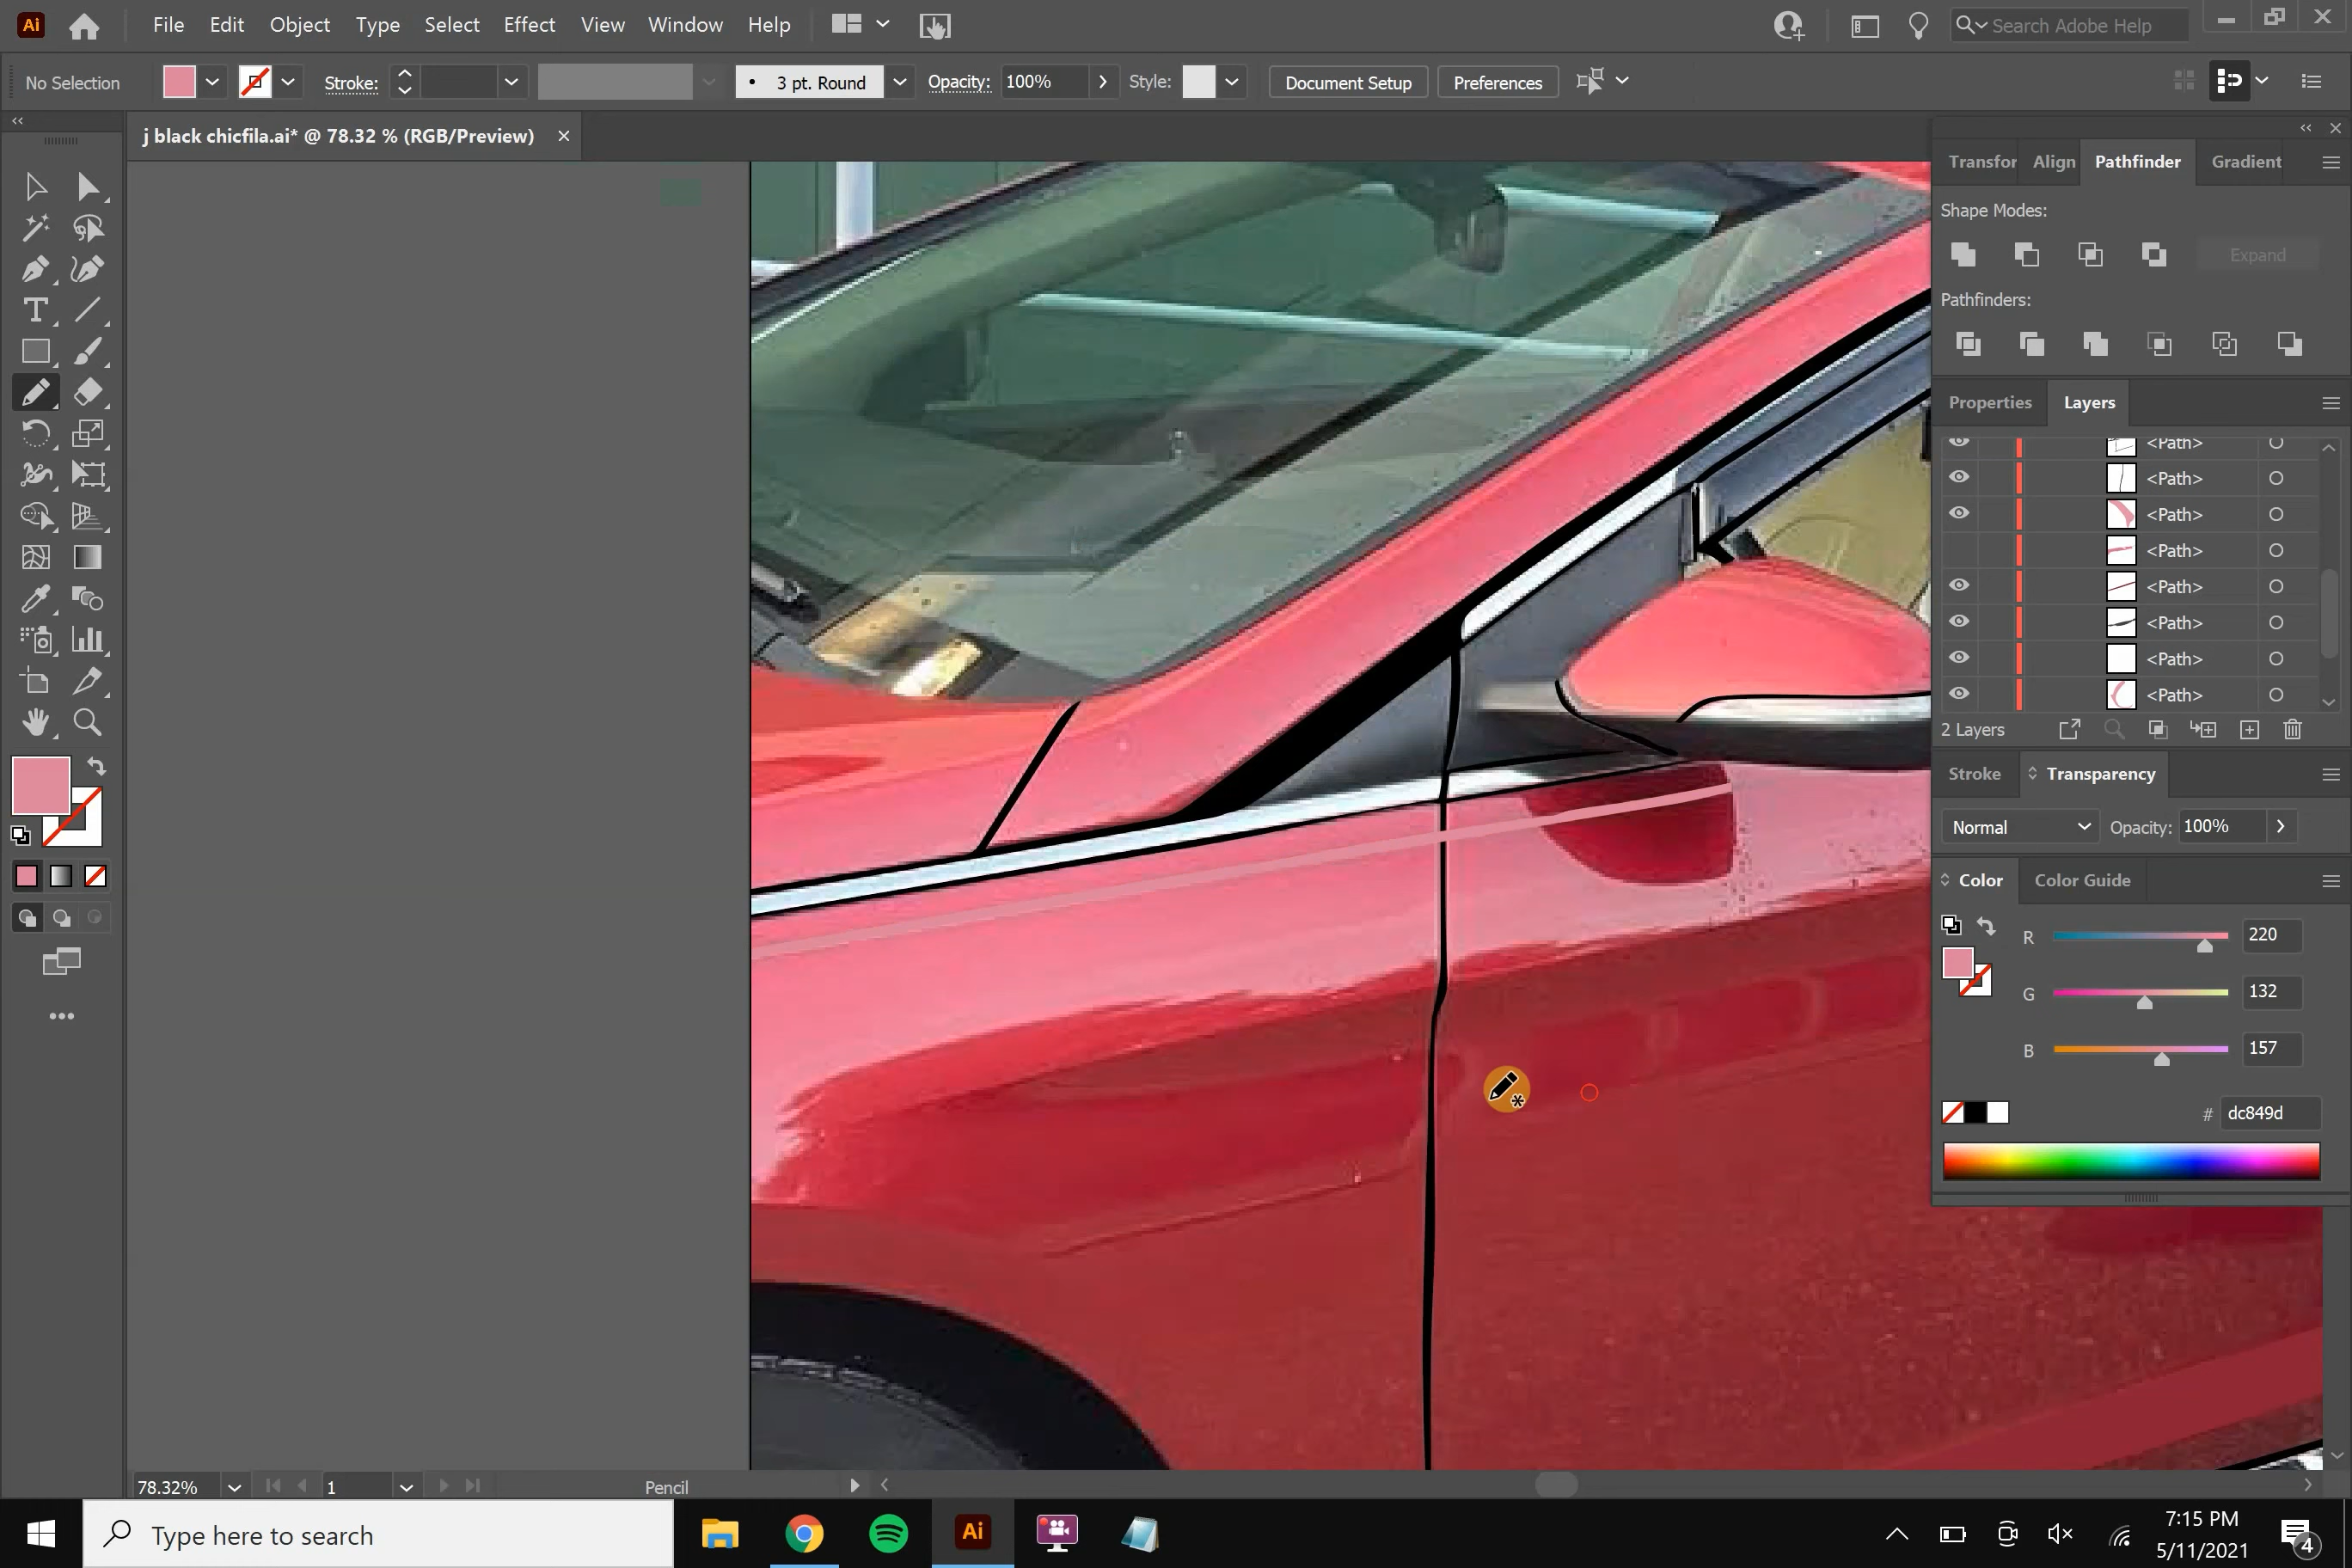 Ai File Edit Object Type Select Effect View Window Help Search Adobe Help
No Selection Stroke: 3 pt. Round Opacity: 100% Style: Document Setup Preferences
j black chicfila.ai* @ 78.32 % (RGB/Preview)
Transfor Align Pathfinder Gradient
Shape Modes:
Expand
Pathfinders:
Properties Layers
<Path>
<Path>
<Path>
<Path>
<Path>
<Path>
<Path>
<Path>
2 Layers
Stroke Transparency
Normal Opacity: 100%
Color Color Guide
R 220
G 132
B 157
# dc849d
78.32% 1 Pencil
Type here to search
Ai
7:15 PM
5/11/2021
4